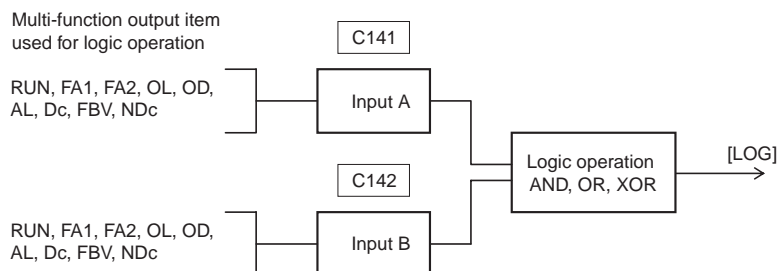 Multi-function output item
used for logic operation
C141
RUN, FA1, FA2, OL, OD,
AL, Dc, FBV, NDc
Input A
Logic operation
AND, OR, XOR
[LOG]
C142
RUN, FA1, FA2, OL, OD,
AL, Dc, FBV, NDc
Input B